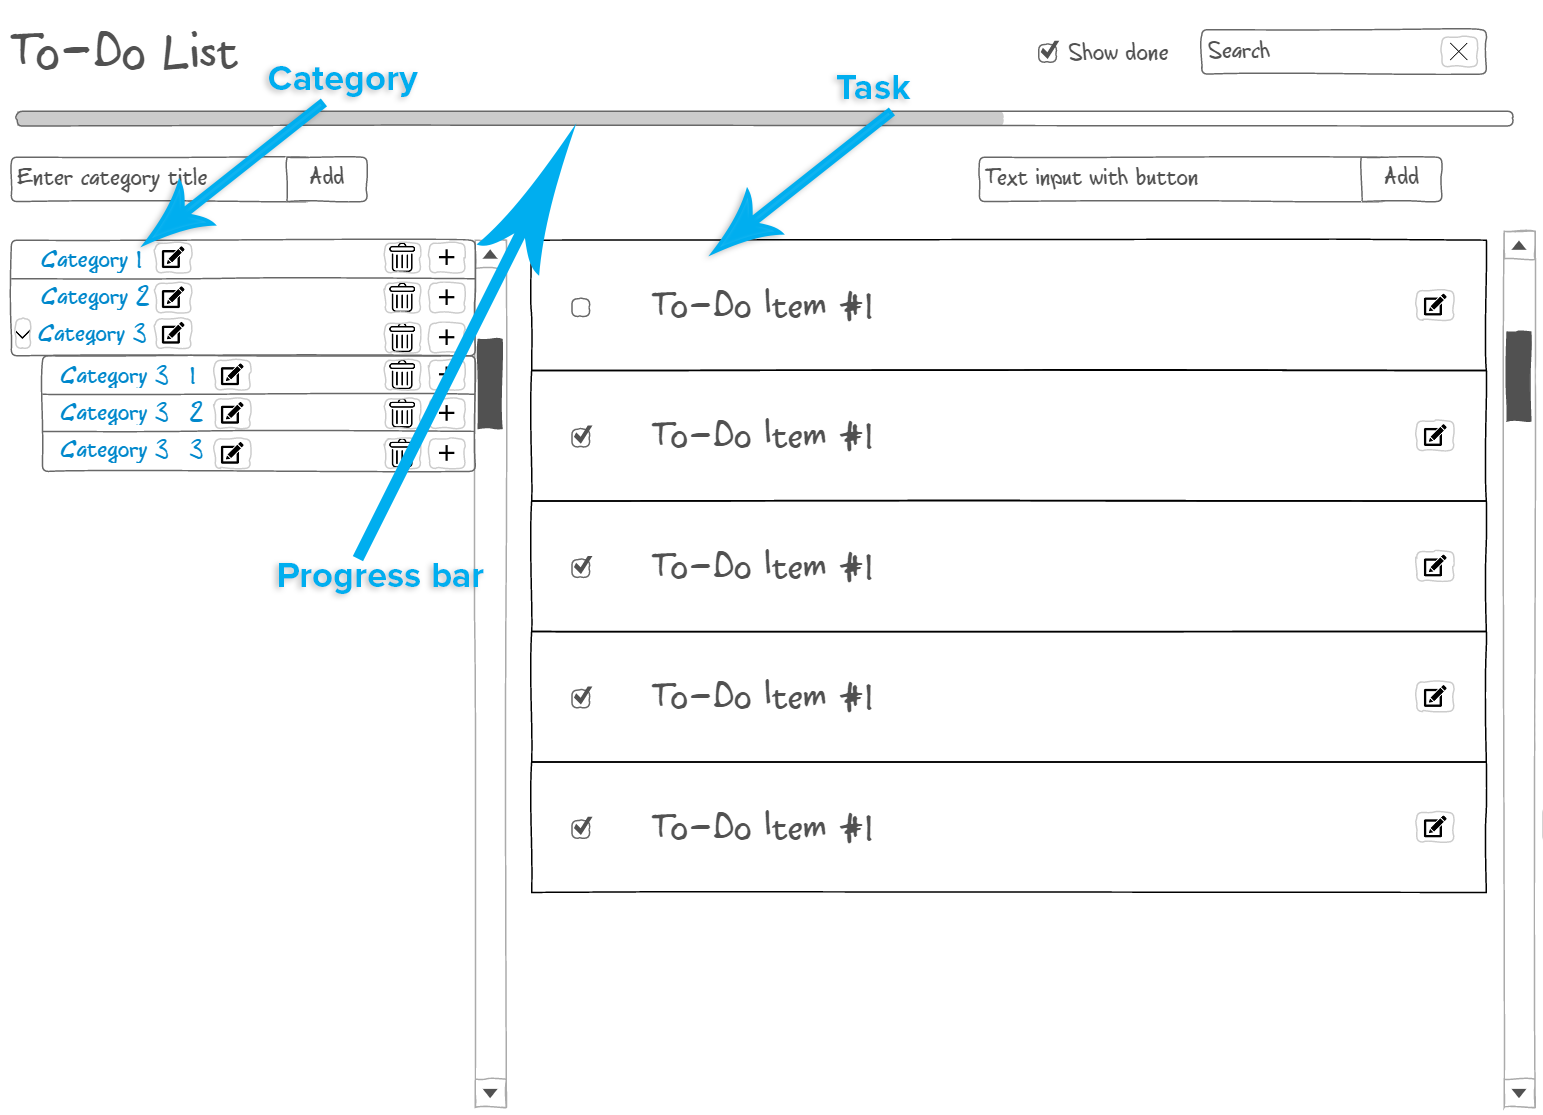 To-Do List
Show done
Search
Category
Task
Enter category title
Add
Text input with button
Add
Category 1
Category 2
Category 3
Category 3 1
Category 3 2
Category 3 3
Progress bar
To-Do Item #1
To-Do Item #1
To-Do Item #1
To-Do Item #1
To-Do Item #1